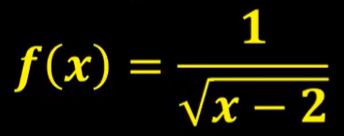 f(x) = 1/√(x − 2)